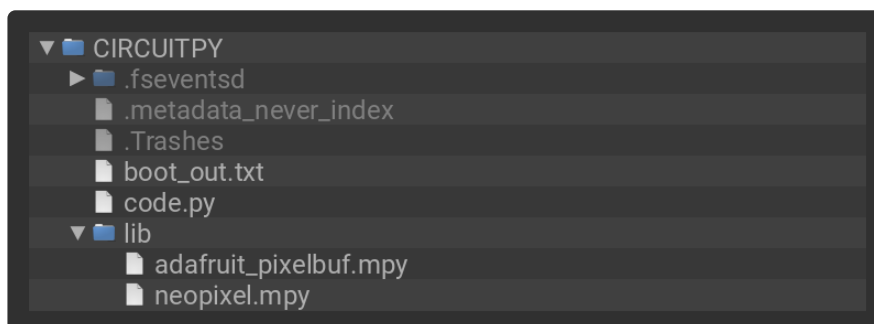 CIRCUITPY
.fseventsd
.metadata_never_index
.Trashes
boot_out.txt
code.py
lib
adafruit_pixelbuf.mpy
neopixel.mpy